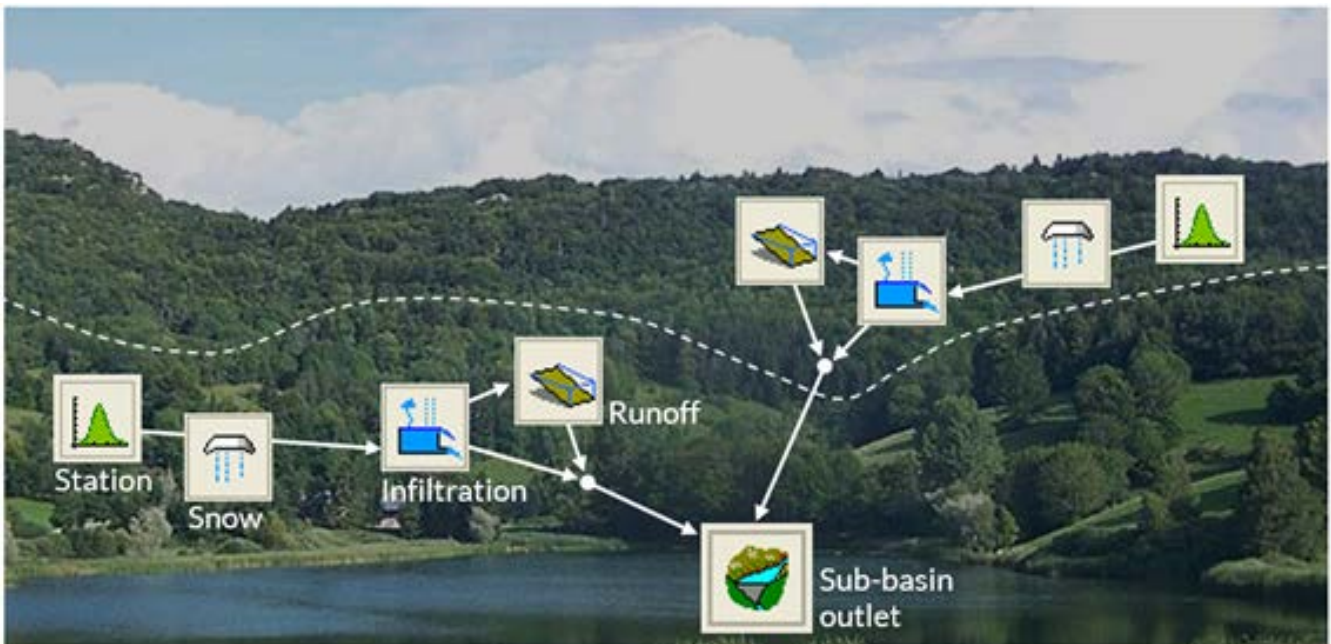 Station
Snow
Infiltration
Runoff
Sub-basin
outlet